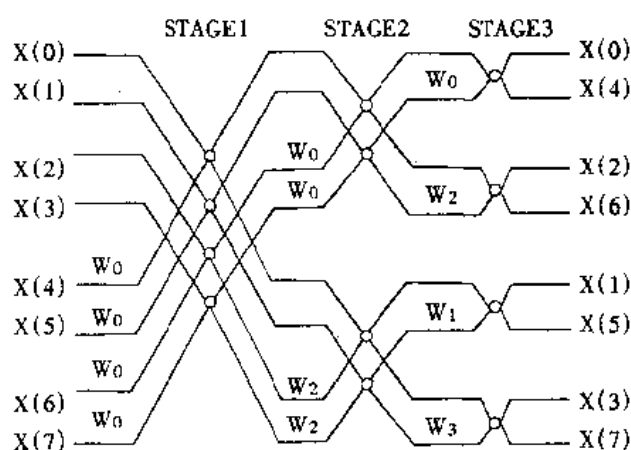 STAGE1 STAGE2 STAGE3
X(0) X(0)
W0
X(1) X(4)
W0
X(2) X(2)
W0 W2
X(3) X(6)
W0
X(4) X(1)
W0 W1
X(5) X(5)
W0 W2
X(6) X(3)
W0 W2 W3
X(7) X(7)